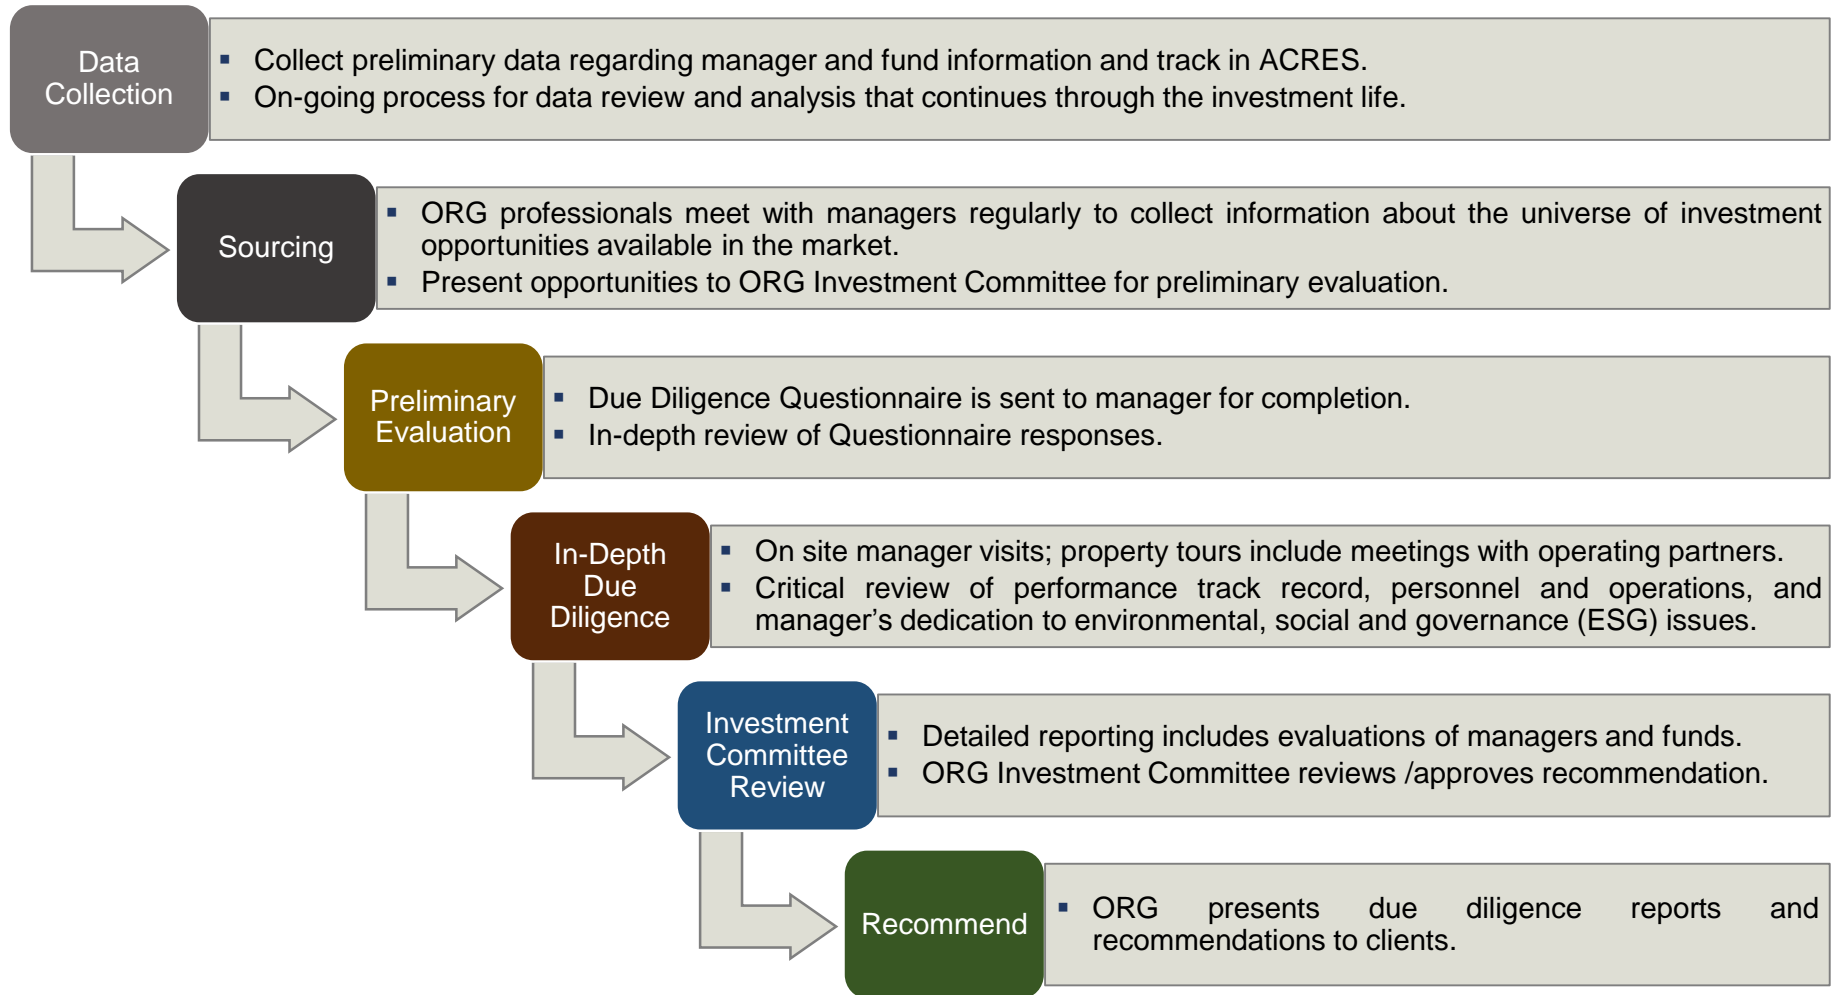 Data
Collection
▪ Collect preliminary data regarding manager and fund information and track in ACRES.
▪ On-going process for data review and analysis that continues through the investment life.
Sourcing
▪ ORG professionals meet with managers regularly to collect information about the universe of investment
opportunities available in the market.
▪ Present opportunities to ORG Investment Committee for preliminary evaluation.
Preliminary
Evaluation
▪ Due Diligence Questionnaire is sent to manager for completion.
▪ In-depth review of Questionnaire responses.
In-Depth
Due
Diligence
▪ On site manager visits; property tours include meetings with operating partners.
▪ Critical review of performance track record, personnel and operations, and
manager’s dedication to environmental, social and governance (ESG) issues.
Investment
Committee
Review
▪ Detailed reporting includes evaluations of managers and funds.
▪ ORG Investment Committee reviews /approves recommendation.
Recommend
▪ ORG presents due diligence reports and
recommendations to clients.